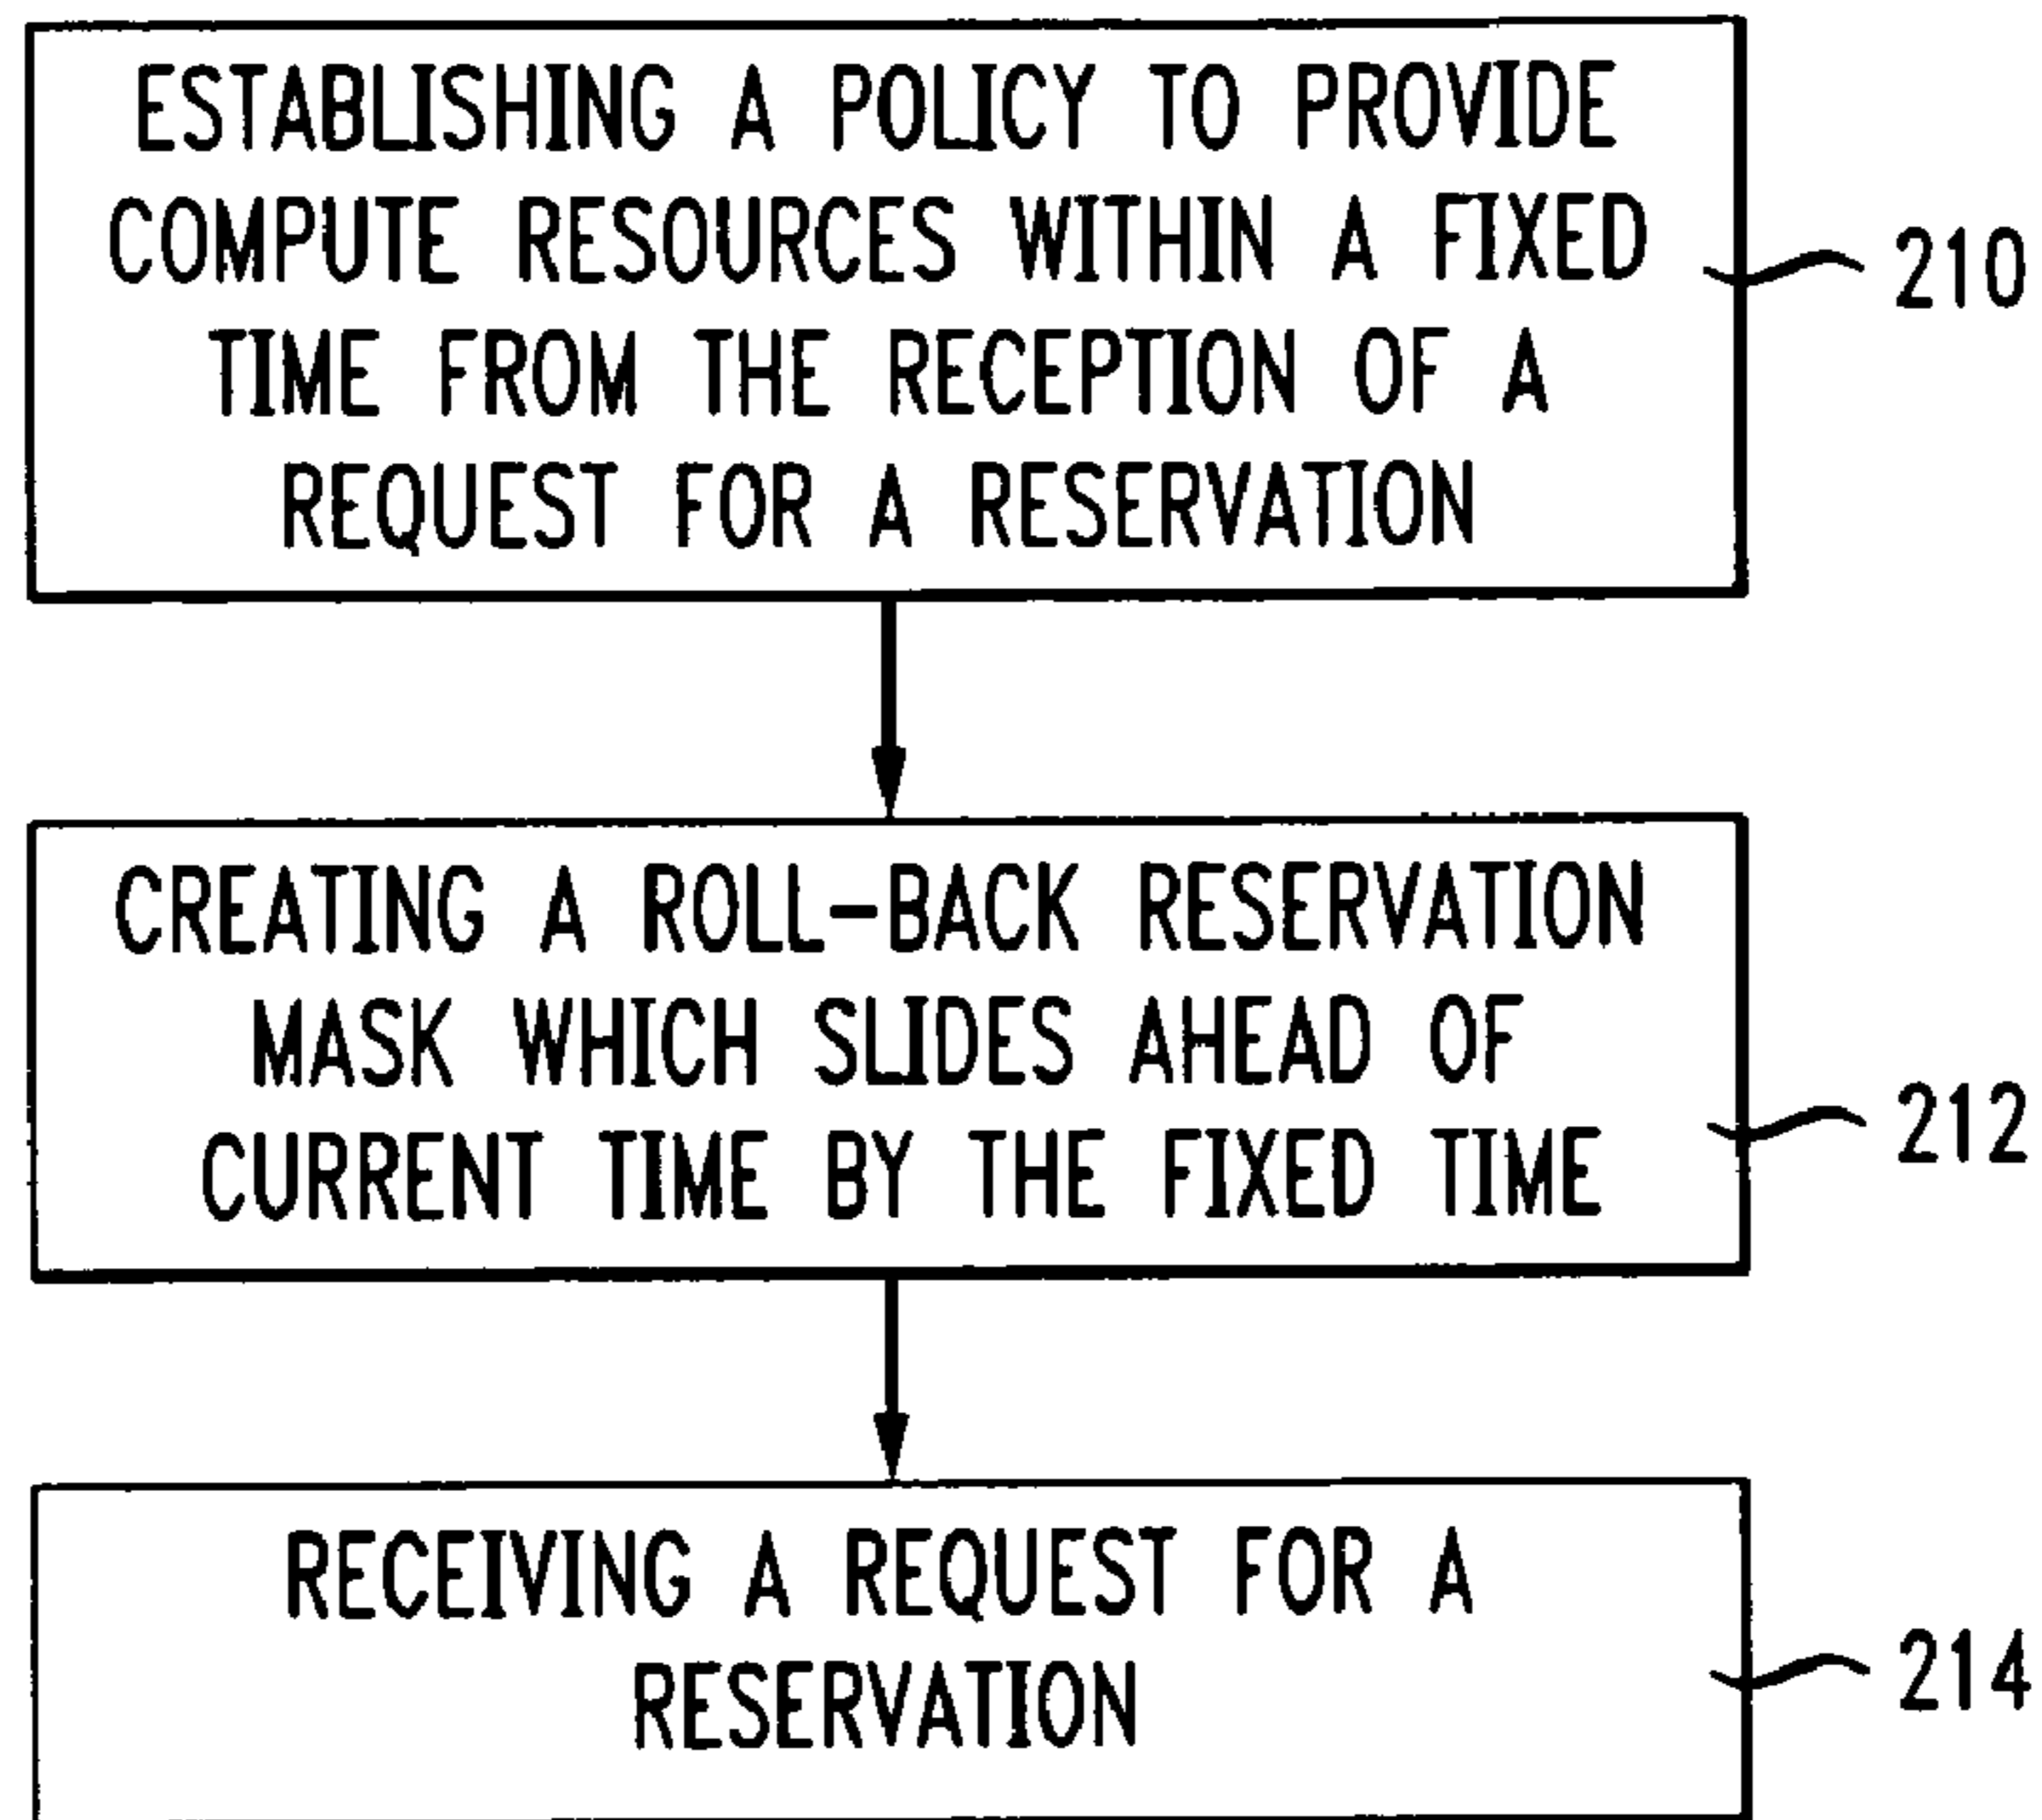 ESTABLISHING A POLICY TO PROVIDE
COMPUTE RESOURCES WITHIN A FIXED
TIME FROM THE RECEPTION OF A
REQUEST FOR A RESERVATION
210
CREATING A ROLL-BACK RESERVATION
MASK WHICH SLIDES AHEAD OF
CURRENT TIME BY THE FIXED TIME
212
RECEIVING A REQUEST FOR A
RESERVATION
214